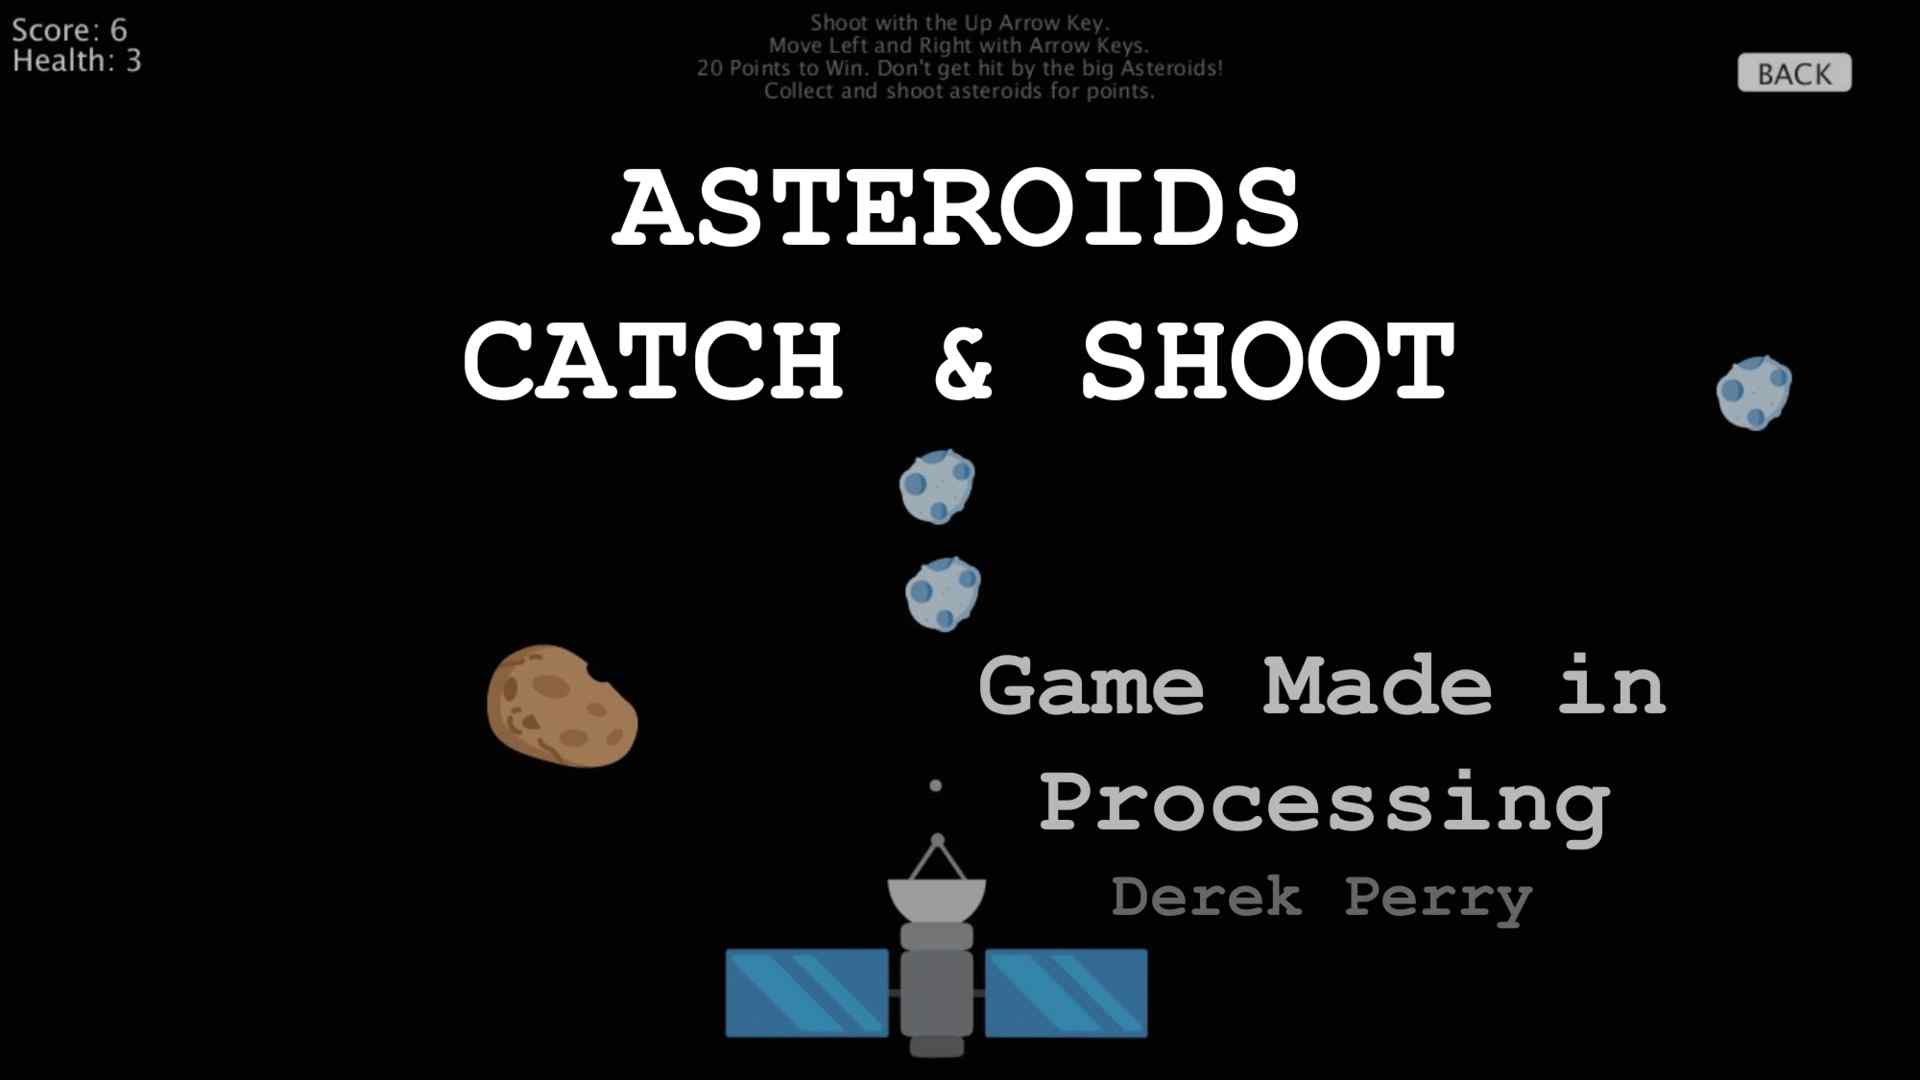 Score: 6
Health: 3
Shoot with the Up Arrow Key.
Move Left and Right with Arrow Keys.
20 Points to Win. Don't get hit by the big Asteroids!
Collect and shoot asteroids for points.
BACK
ASTEROIDS
CATCH & SHOOT
Game Made in
Processing
Derek Perry